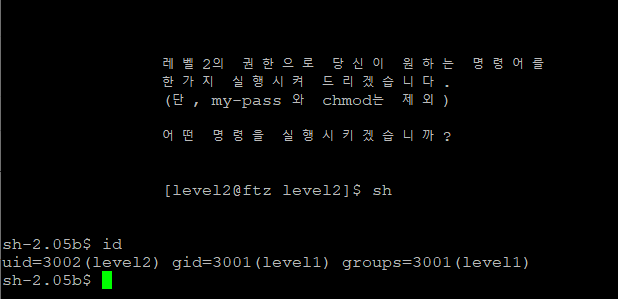 레벨2의 권한으로 당신이 원하는 명령어를
한가지 실행시켜 드리겠습니다.
(단, my-pass 와 chmod는 제외)
어떤 명령을 실행시키겠습니까?
[level2@ftz level2]$ sh
sh-2.05b$ id
uid=3002(level2) gid=3001(level1) groups=3001(level1)
sh-2.05b$